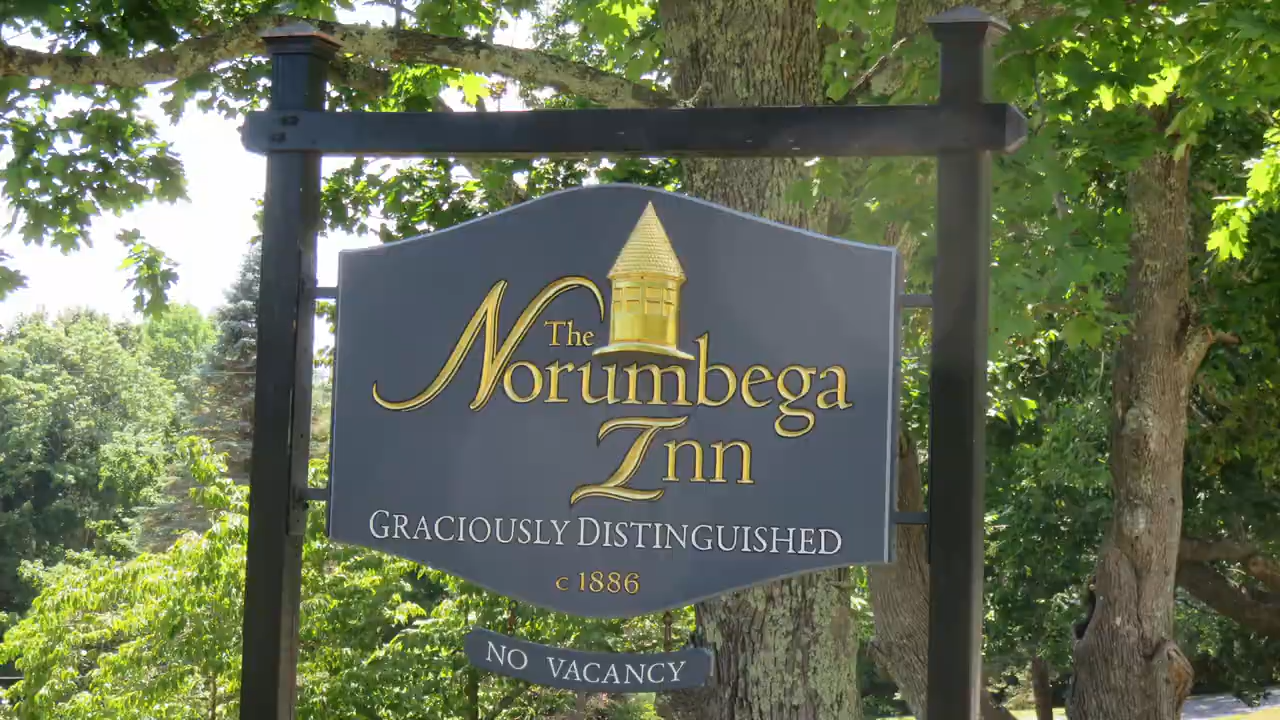 The
Norumbega
Inn
GRACIOUSLY DISTINGUISHED
c 1886
NO VACANCY